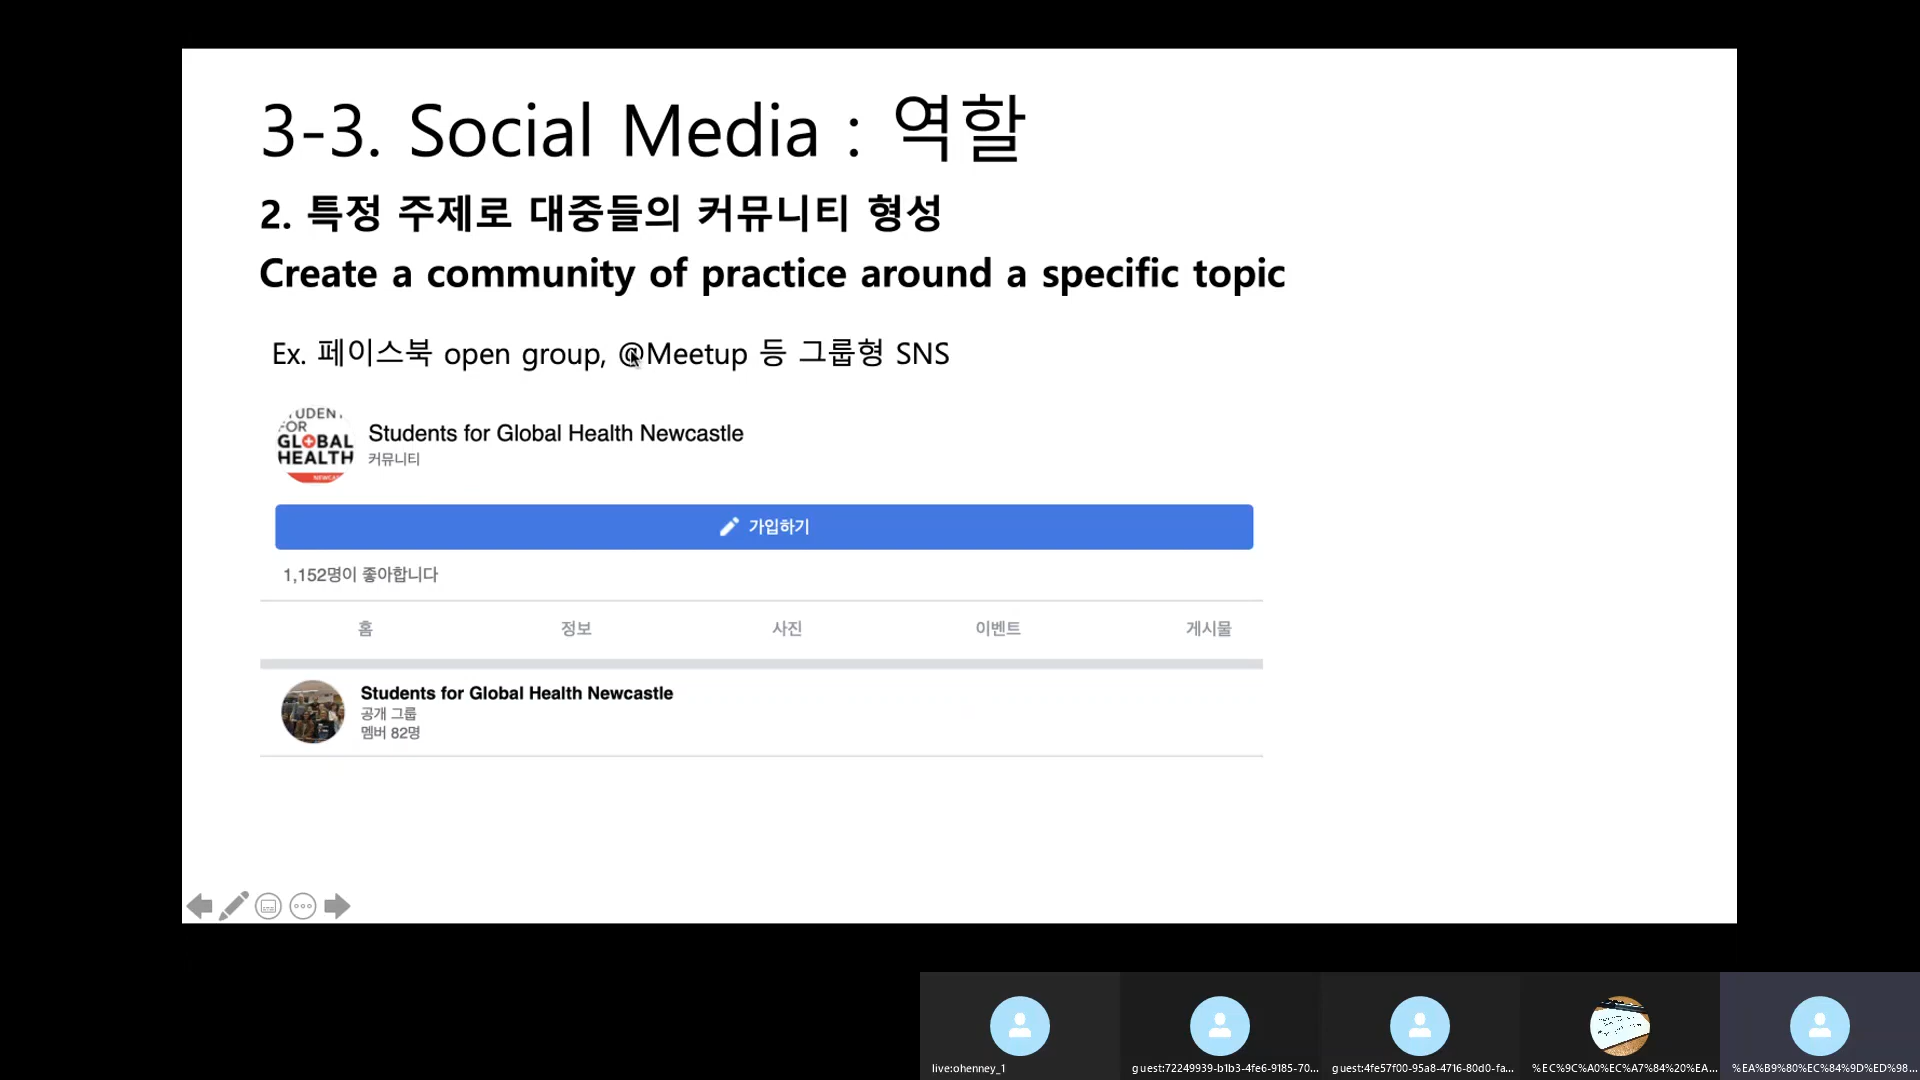 3-3. Social Media : 역할
2. 특정 주제로 대중들의 커뮤니티 형성
Create a community of practice around a specific topic
Ex. 페이스북 open group, @Meetup 등 그룹형 SNS
FOR
GLOBAL
HEALTH
Students for Global Health Newcastle
커뮤니티
가입하기
1,152명이 좋아합니다
홈 정보 사진 이벤트 게시물
Students for Global Health Newcastle
공개 그룹
멤버 82명
live:ohenney_1 guest:72249939-b1b3-4fe6-9185-70... guest:4fe57f00-95a8-4716-80d0-fa... %EC%9C%A0%EC%A7%84%20%EA... %EA%B9%80%EC%84%9D%ED%98...